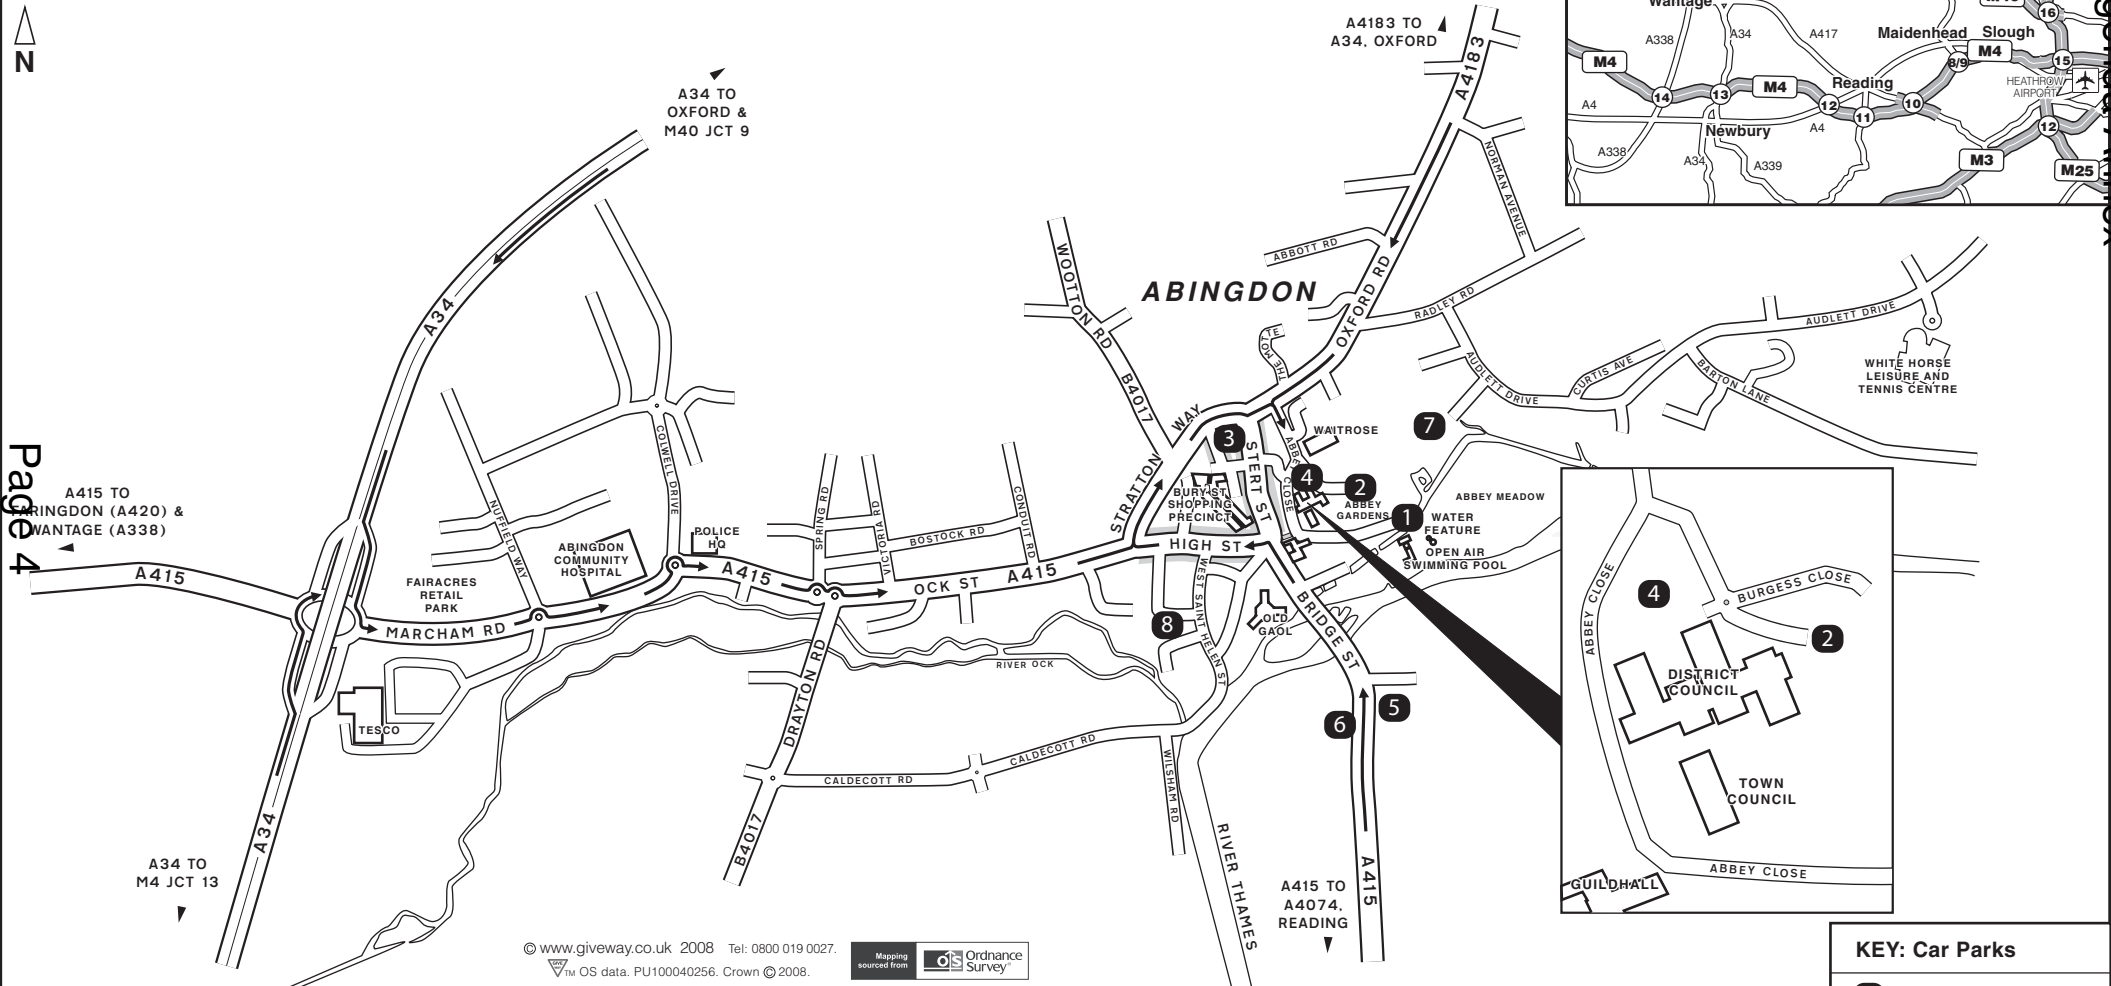 N
A34 TO
OXFORD &
M40 JCT 9
A4183 TO
A34, OXFORD
A4183
NORMAN AVENUE
ABBOTT RD
OXFORD RD
RADLEY RD
ABINGDON
WOOTTON RD
B4017
THE MOTTE
STRATTON WAY
AUDLETT DRIVE
CURTIS AVE
BARTON LANE
AUDLETT DRIVE
WHITE HORSE
LEISURE AND
TENNIS CENTRE
Wantage
A338
A34
A417
Maidenhead
Slough
M4
M4
M4
16
15
8/9
14
13
12
11
10
12
Reading
HEATHROW
AIRPORT
A4
Newbury
A4
A338
A34
A339
M3
M25
A34
Page 4
A415 TO
FARINGDON (A420) &
WANTAGE (A338)
A415
FAIRACRES
RETAIL
PARK
NUFFIELD WAY
ABINGDON
COMMUNITY
HOSPITAL
COLWELL DRIVE
POLICE
HQ
MARCHAM RD
A415
SPRING RD
VICTORIA RD
BOSTOCK RD
CONDUIT RD
OCK ST
A415
HIGH ST
STERT ST
BURY ST
SHOPPING
PRECINCT
3
WAITROSE
ABBEY CLOSE
4
2
ABBEY
GARDENS
1
WATER
FEATURE
OPEN AIR
SWIMMING POOL
ABBEY MEADOW
7
WEST SAINT HELEN ST
OLD
GAOL
BRIDGE ST
8
RIVER OCK
DRAYTON RD
TESCO
CALDECOTT RD
CALDECOTT RD
WILSHAM RD
B4017
6
5
A415
RIVER THAMES
A34
A34 TO
M4 JCT 13
A415 TO
A4074,
READING
ABBEY CLOSE
4
BURGESS CLOSE
2
DISTRICT
COUNCIL
TOWN
COUNCIL
ABBEY CLOSE
GUILDHALL
© www.giveway.co.uk 2008 Tel: 0800 019 0027.
GIVE WAY
TM OS data. PU100040256. Crown © 2008.
Mapping
sourced from
OS Ordnance
Survey®
KEY: Car Parks